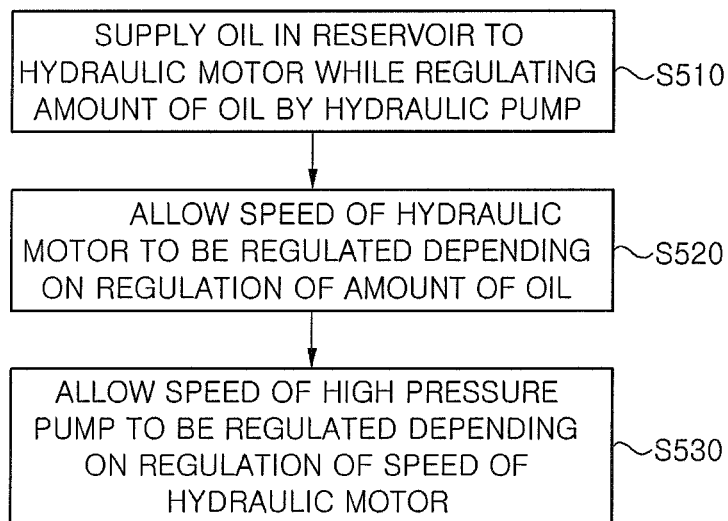 SUPPLY OIL IN RESERVOIR TO
HYDRAULIC MOTOR WHILE REGULATING
AMOUNT OF OIL BY HYDRAULIC PUMP
S510
ALLOW SPEED OF HYDRAULIC
MOTOR TO BE REGULATED DEPENDING
ON REGULATION OF AMOUNT OF OIL
S520
ALLOW SPEED OF HIGH PRESSURE
PUMP TO BE REGULATED DEPENDING
ON REGULATION OF SPEED OF
HYDRAULIC MOTOR
S530